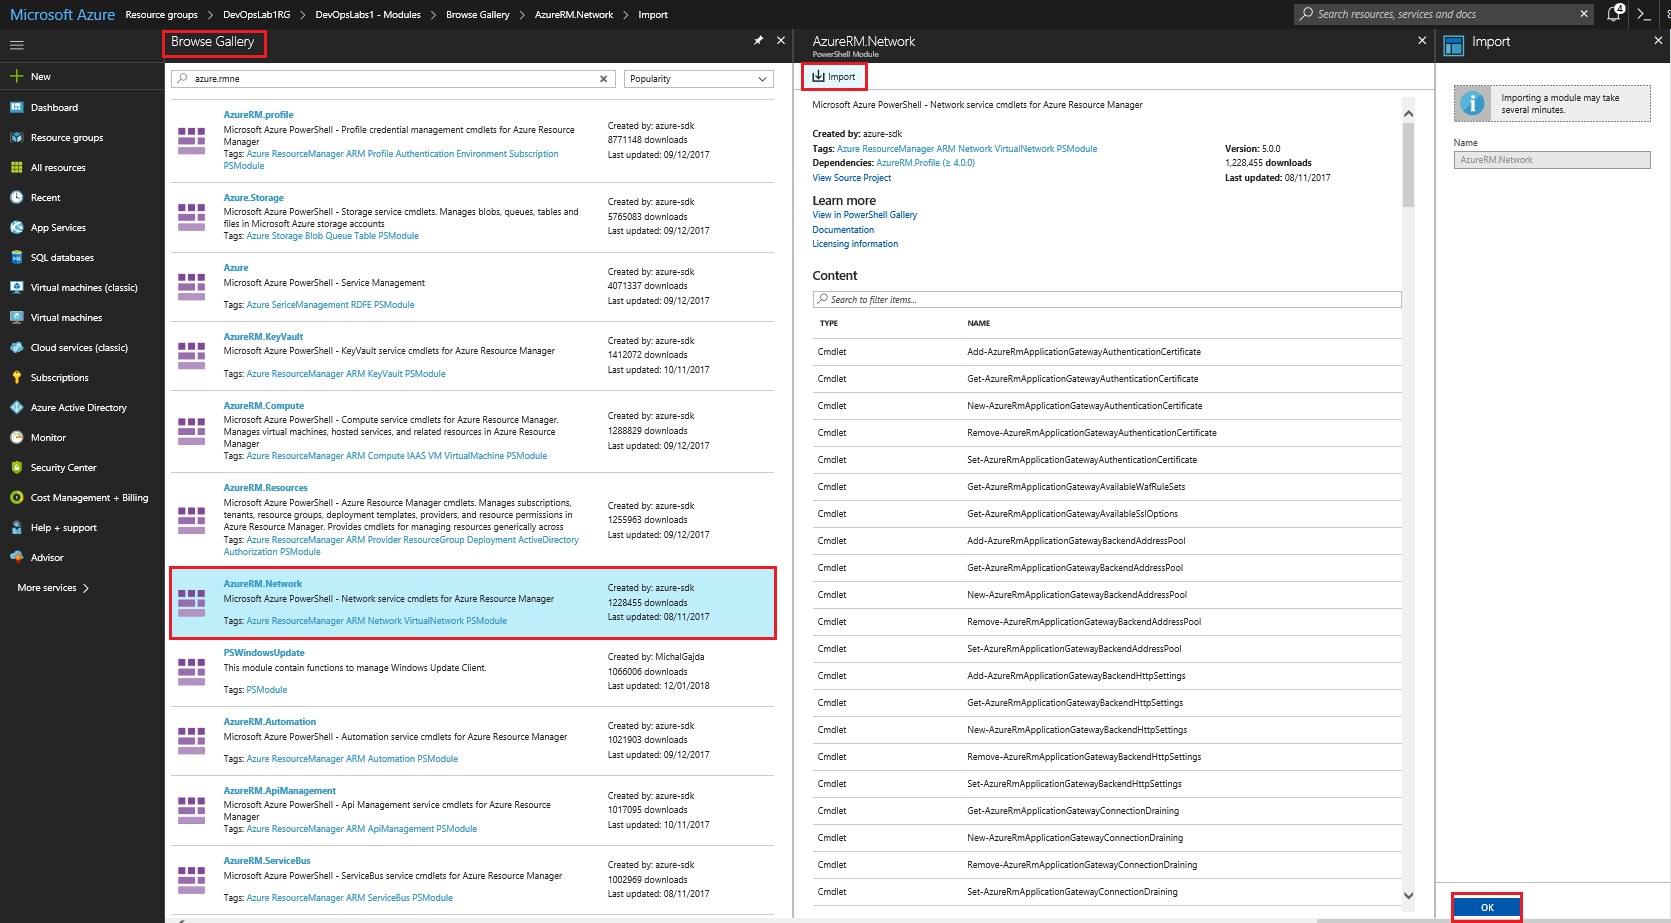 Microsoft Azure Resource groups > DevOpsLab1RG > DevOpsLabs1 - Modules > Browse Gallery > AzureRM.Network > Import
Search resources, services and docs
4
New
Dashboard
Resource groups
All resources
Recent
App Services
SQL databases
Virtual machines (classic)
Virtual machines
Cloud services (classic)
Subscriptions
Azure Active Directory
Monitor
Security Center
Cost Management + Billing
Help + support
Advisor
More services >
Browse Gallery
azure.rmne
Popularity
AzureRM.profile
Microsoft Azure PowerShell - Profile credential management cmdlets for Azure Resource
Manager
Tags: Azure ResourceManager ARM Profile Authentication Environment Subscription
PSModule
Created by: azure-sdk
8771148 downloads
Last updated: 09/12/2017
Azure.Storage
Microsoft Azure PowerShell - Storage service cmdlets. Manages blobs, queues, tables and
files in Microsoft Azure storage accounts
Tags: Azure Storage Blob Queue Table PSModule
Created by: azure-sdk
5765083 downloads
Last updated: 09/12/2017
Azure
Microsoft Azure PowerShell - Service Management
Tags: Azure SericeManagement RDFE PSModule
Created by: azure-sdk
4071337 downloads
Last updated: 09/12/2017
AzureRM.KeyVault
Microsoft Azure PowerShell - KeyVault service cmdlets for Azure Resource Manager
Tags: Azure ResourceManager ARM KeyVault PSModule
Created by: azure-sdk
1412072 downloads
Last updated: 10/11/2017
AzureRM.Compute
Microsoft Azure PowerShell - Compute service cmdlets for Azure Resource Manager.
Manages virtual machines, hosted services, and related resources in Azure Resource
Manager
Tags: Azure ResourceManager ARM Compute IAAS VM VirtualMachine PSModule
Created by: azure-sdk
1288829 downloads
Last updated: 09/12/2017
AzureRM.Resources
Microsoft Azure PowerShell - Azure Resource Manager cmdlets. Manages subscriptions,
tenants, resource groups, deployment templates, providers, and resource permissions in
Azure Resource Manager. Provides cmdlets for managing resources generically across
Tags: Azure ResourceManager ARM Provider ResourceGroup Deployment ActiveDirectory
Authorization PSModule
Created by: azure-sdk
1255963 downloads
Last updated: 09/12/2017
AzureRM.Network
Microsoft Azure PowerShell - Network service cmdlets for Azure Resource Manager
Tags: Azure ResourceManager ARM Network VirtualNetwork PSModule
Created by: azure-sdk
1228455 downloads
Last updated: 08/11/2017
PSWindowsUpdate
This module contain functions to manage Windows Update Client.
Tags: PSModule
Created by: MichalGajda
1066006 downloads
Last updated: 12/01/2018
AzureRM.Automation
Microsoft Azure PowerShell - Automation service cmdlets for Azure Resource Manager
Tags: Azure ResourceManager ARM Automation PSModule
Created by: azure-sdk
1021903 downloads
Last updated: 09/12/2017
AzureRM.ApiManagement
Microsoft Azure PowerShell - Api Management service cmdlets for Azure Resource
Manager
Tags: Azure ResourceManager ARM ApiManagement PSModule
Created by: azure-sdk
1017095 downloads
Last updated: 10/11/2017
AzureRM.ServiceBus
Microsoft Azure PowerShell - ServiceBus service cmdlets for Azure Resource Manager
Tags: Azure ResourceManager ARM ServiceBus PSModule
Created by: azure-sdk
1002969 downloads
Last updated: 08/11/2017
AzureRM.Network
PowerShell Module
Import
Microsoft Azure PowerShell - Network service cmdlets for Azure Resource Manager
Created by: azure-sdk
Tags: Azure ResourceManager ARM Network VirtualNetwork PSModule
Dependencies: AzureRM.Profile (≥ 4.0.0)
View Source Project
Version: 5.0.0
1,228,455 downloads
Last updated: 08/11/2017
Learn more
View in PowerShell Gallery
Documentation
Licensing information
Content
Search to filter items...
TYPE NAME
Cmdlet Add-AzureRmApplicationGatewayAuthenticationCertificate
Cmdlet Get-AzureRmApplicationGatewayAuthenticationCertificate
Cmdlet New-AzureRmApplicationGatewayAuthenticationCertificate
Cmdlet Remove-AzureRmApplicationGatewayAuthenticationCertificate
Cmdlet Set-AzureRmApplicationGatewayAuthenticationCertificate
Cmdlet Get-AzureRmApplicationGatewayAvailableWafRuleSets
Cmdlet Get-AzureRmApplicationGatewayAvailableSslOptions
Cmdlet Add-AzureRmApplicationGatewayBackendAddressPool
Cmdlet Get-AzureRmApplicationGatewayBackendAddressPool
Cmdlet New-AzureRmApplicationGatewayBackendAddressPool
Cmdlet Remove-AzureRmApplicationGatewayBackendAddressPool
Cmdlet Set-AzureRmApplicationGatewayBackendAddressPool
Cmdlet Add-AzureRmApplicationGatewayBackendHttpSettings
Cmdlet Get-AzureRmApplicationGatewayBackendHttpSettings
Cmdlet New-AzureRmApplicationGatewayBackendHttpSettings
Cmdlet Remove-AzureRmApplicationGatewayBackendHttpSettings
Cmdlet Set-AzureRmApplicationGatewayBackendHttpSettings
Cmdlet Get-AzureRmApplicationGatewayConnectionDraining
Cmdlet New-AzureRmApplicationGatewayConnectionDraining
Cmdlet Remove-AzureRmApplicationGatewayConnectionDraining
Cmdlet Set-AzureRmApplicationGatewayConnectionDraining
Import
Importing a module may take
several minutes.
Name
AzureRM.Network
OK